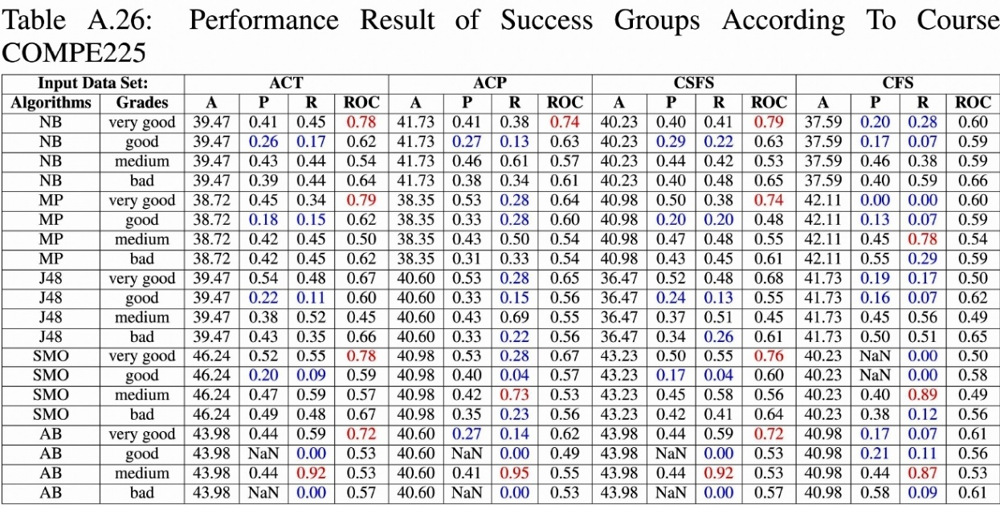 Table A.26: Performance Result of Success Groups According To Course
COMPE225
Input Data Set: ACT ACP CSFS CFS
Algorithms Grades A P R ROC A P R ROC A P R ROC A P R ROC
NB very good 39.47 0.41 0.45 0.78 41.73 0.41 0.38 0.74 40.23 0.40 0.41 0.79 37.59 0.20 0.28 0.60
NB good 39.47 0.26 0.17 0.62 41.73 0.27 0.13 0.63 40.23 0.29 0.22 0.63 37.59 0.17 0.07 0.59
NB medium 39.47 0.43 0.44 0.54 41.73 0.46 0.61 0.57 40.23 0.44 0.42 0.53 37.59 0.46 0.38 0.59
NB bad 39.47 0.39 0.44 0.64 41.73 0.38 0.34 0.61 40.23 0.40 0.48 0.65 37.59 0.40 0.59 0.66
MP very good 38.72 0.45 0.34 0.79 38.35 0.53 0.28 0.64 40.98 0.50 0.38 0.74 42.11 0.00 0.00 0.60
MP good 38.72 0.18 0.15 0.62 38.35 0.33 0.28 0.60 40.98 0.20 0.20 0.48 42.11 0.13 0.07 0.59
MP medium 38.72 0.42 0.45 0.50 38.35 0.43 0.50 0.54 40.98 0.47 0.48 0.55 42.11 0.45 0.78 0.54
MP bad 38.72 0.42 0.45 0.62 38.35 0.31 0.33 0.54 40.98 0.43 0.45 0.61 42.11 0.55 0.29 0.59
J48 very good 39.47 0.54 0.48 0.67 40.60 0.53 0.28 0.65 36.47 0.52 0.48 0.68 41.73 0.19 0.17 0.50
J48 good 39.47 0.22 0.11 0.60 40.60 0.33 0.15 0.56 36.47 0.24 0.13 0.55 41.73 0.16 0.07 0.62
J48 medium 39.47 0.38 0.52 0.45 40.60 0.43 0.69 0.55 36.47 0.37 0.51 0.45 41.73 0.45 0.56 0.49
J48 bad 39.47 0.43 0.35 0.66 40.60 0.33 0.22 0.56 36.47 0.34 0.26 0.61 41.73 0.50 0.51 0.65
SMO very good 46.24 0.52 0.55 0.78 40.98 0.53 0.28 0.67 43.23 0.50 0.55 0.76 40.23 NaN 0.00 0.50
SMO good 46.24 0.20 0.09 0.59 40.98 0.40 0.04 0.57 43.23 0.17 0.04 0.60 40.23 NaN 0.00 0.58
SMO medium 46.24 0.47 0.59 0.57 40.98 0.42 0.73 0.53 43.23 0.45 0.58 0.56 40.23 0.40 0.89 0.49
SMO bad 46.24 0.49 0.48 0.67 40.98 0.35 0.23 0.56 43.23 0.42 0.41 0.64 40.23 0.38 0.12 0.56
AB very good 43.98 0.44 0.59 0.72 40.60 0.27 0.14 0.62 43.98 0.44 0.59 0.72 40.98 0.17 0.07 0.61
AB good 43.98 NaN 0.00 0.53 40.60 NaN 0.00 0.49 43.98 NaN 0.00 0.53 40.98 0.21 0.11 0.56
AB medium 43.98 0.44 0.92 0.53 40.60 0.41 0.95 0.55 43.98 0.44 0.92 0.53 40.98 0.44 0.87 0.53
AB bad 43.98 NaN 0.00 0.57 40.60 NaN 0.00 0.53 43.98 NaN 0.00 0.57 40.98 0.58 0.09 0.61